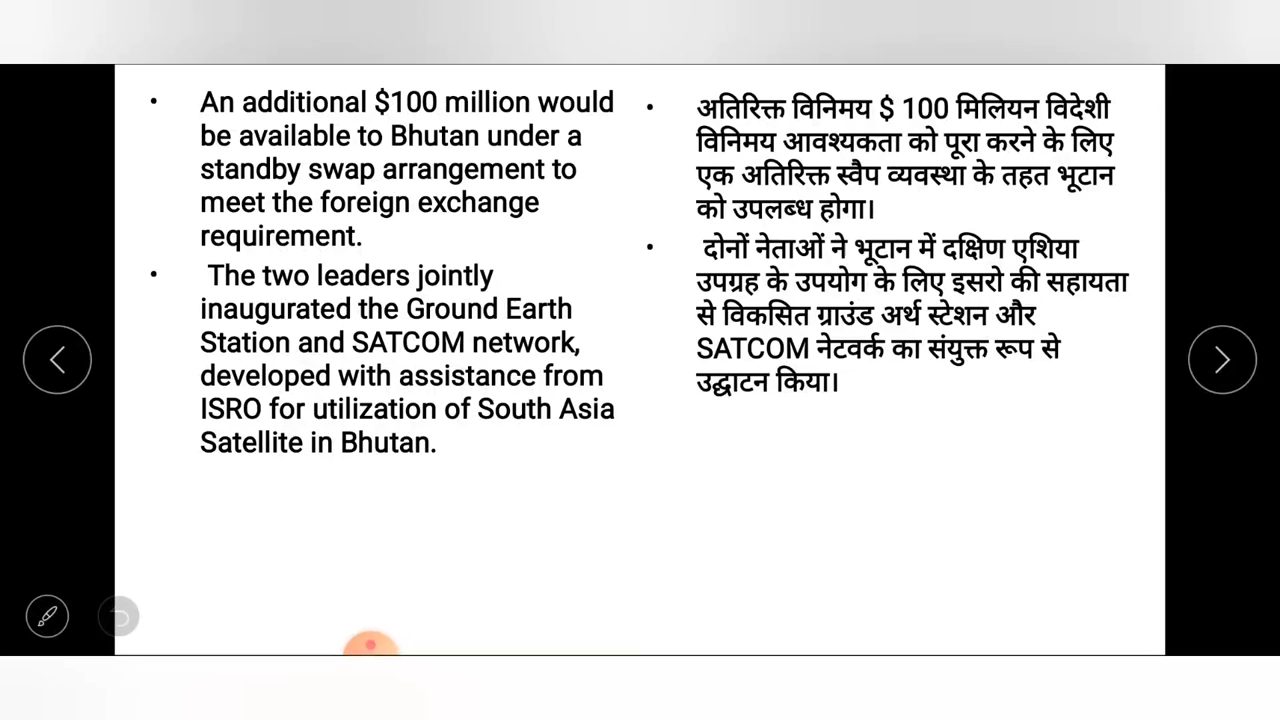 • An additional $100 million would
be available to Bhutan under a
standby swap arrangement to
meet the foreign exchange
requirement.
• The two leaders jointly
inaugurated the Ground Earth
Station and SATCOM network,
developed with assistance from
ISRO for utilization of South Asia
Satellite in Bhutan.
• अतिरिक्त विनिमय $ 100 मिलियन विदेशी
विनिमय आवश्यकता को पूरा करने के लिए
एक अतिरिक्त स्वैप व्यवस्था के तहत भूटान
को उपलब्ध होगा।
• दोनों नेताओं ने भूटान में दक्षिण एशिया
उपग्रह के उपयोग के लिए इसरो की सहायता
से विकसित ग्राउंड अर्थ स्टेशन और
SATCOM नेटवर्क का संयुक्त रूप से
उद्घाटन किया।